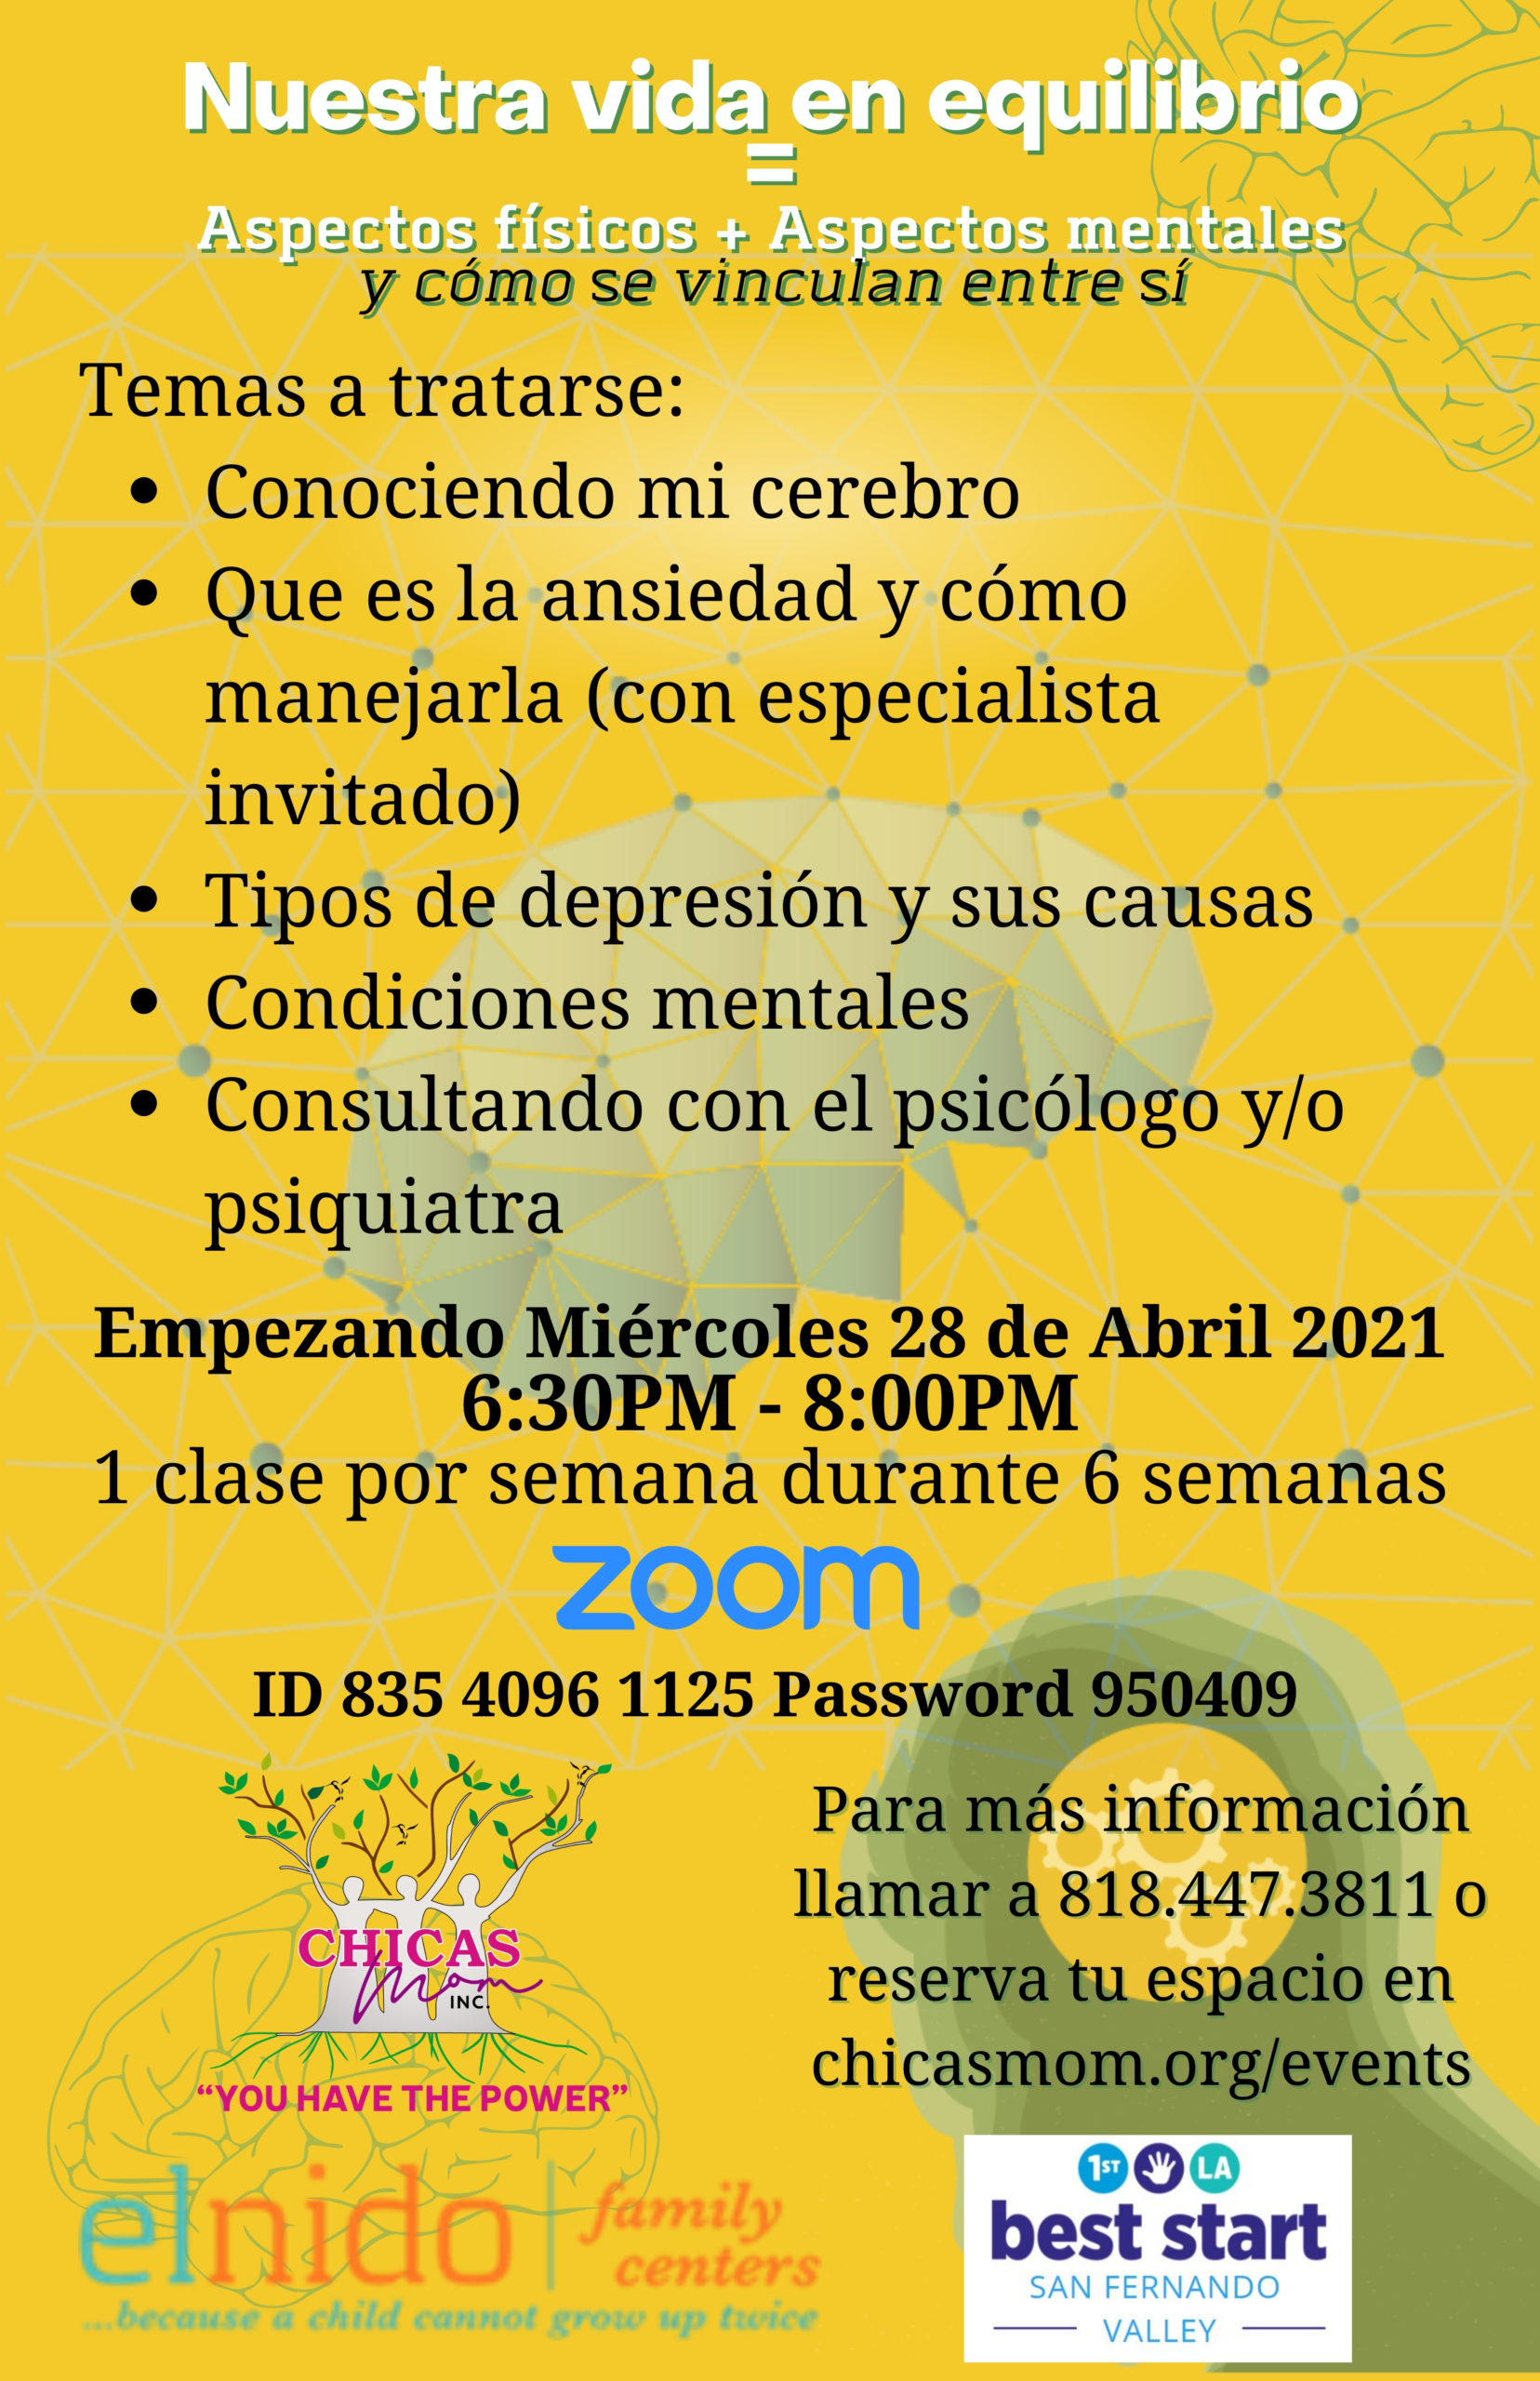 Nuestra vida en equilibrio
=
Aspectos físicos + Aspectos mentales
y cómo se vinculan entre sí
Temas a tratarse:
• Conociendo mi cerebro
• Que es la ansiedad y cómo
manejarla (con especialista
invitado)
• Tipos de depresión y sus causas
• Condiciones mentales
• Consultando con el psicólogo y/o
psiquiatra
Empezando Miércoles 28 de Abril 2021
6:30PM - 8:00PM
1 clase por semana durante 6 semanas
zoom
ID 835 4096 1125 Password 950409
CHICAS
Mom
INC.
“YOU HAVE THE POWER”
Para más información
llamar a 818.447.3811 o
reserva tu espacio en
chicasmom.org/events
elnido family
centers
...because a child cannot grow up twice
1ST LA
best start
SAN FERNANDO
VALLEY